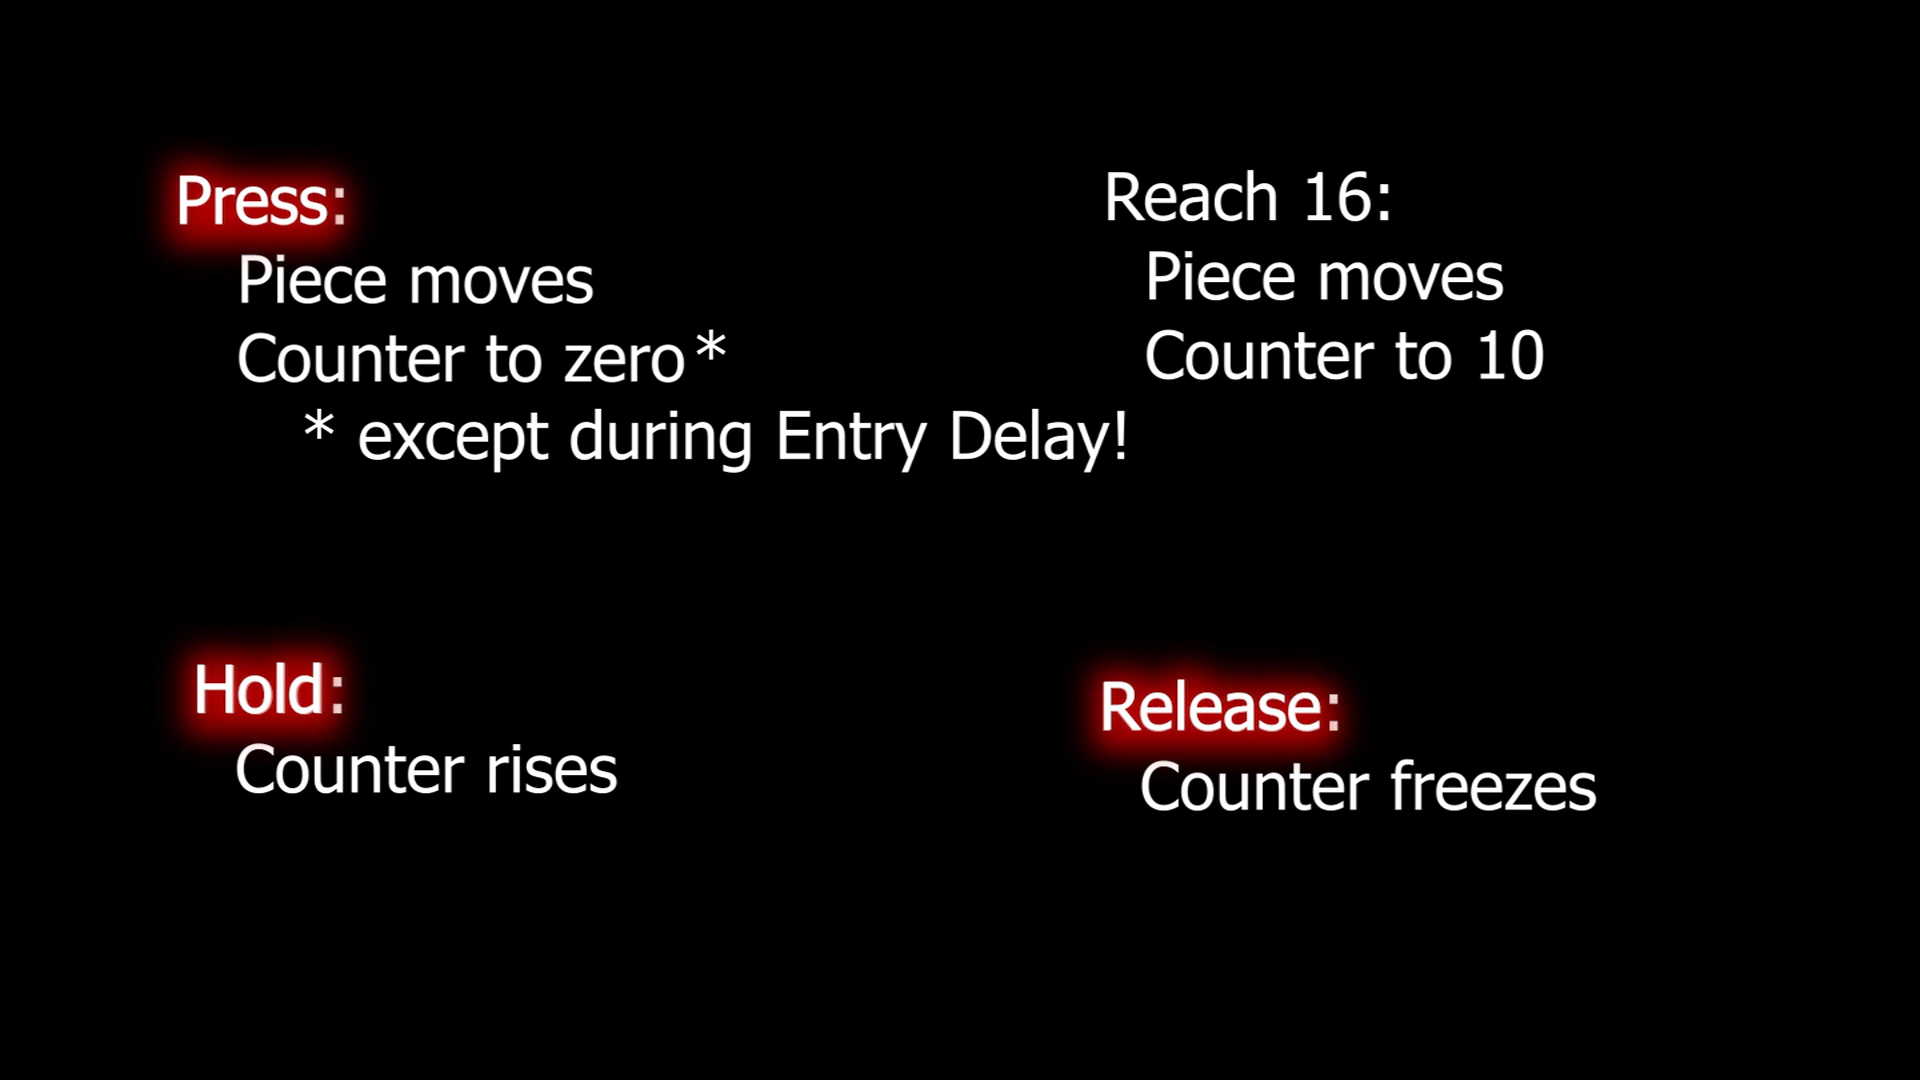 Press:
Piece moves
Counter to zero *
* except during Entry Delay!
Reach 16:
Piece moves
Counter to 10
Hold:
Counter rises
Release:
Counter freezes